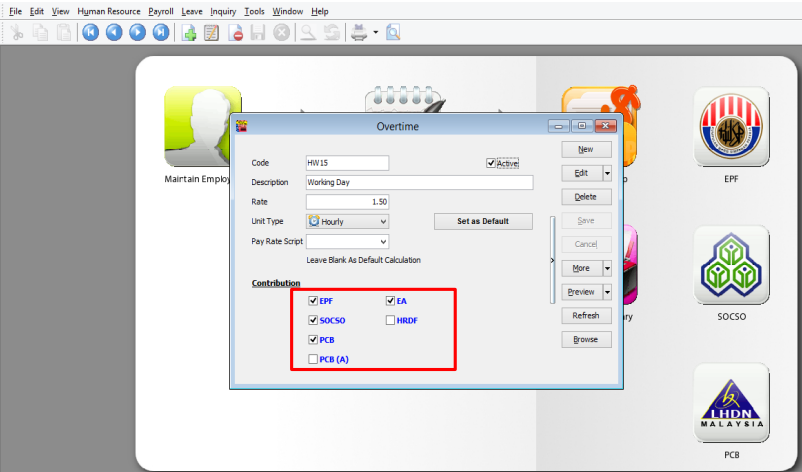 File Edit View Human Resource Payroll Leave Inquiry Tools Window Help
Overtime
Code HW15 Active
Description Working Day
Rate 1.50
Unit Type Hourly Set as Default
Pay Rate Script
Leave Blank As Default Calculation
Contribution
EPF EA
SOCSO HRDF
PCB
PCB (A)
New
Edit
Delete
Save
Cancel
More
Preview
Refresh
Browse
Maintain Employ
EPF
SOCSO
LHDN
MALAYSIA
PCB